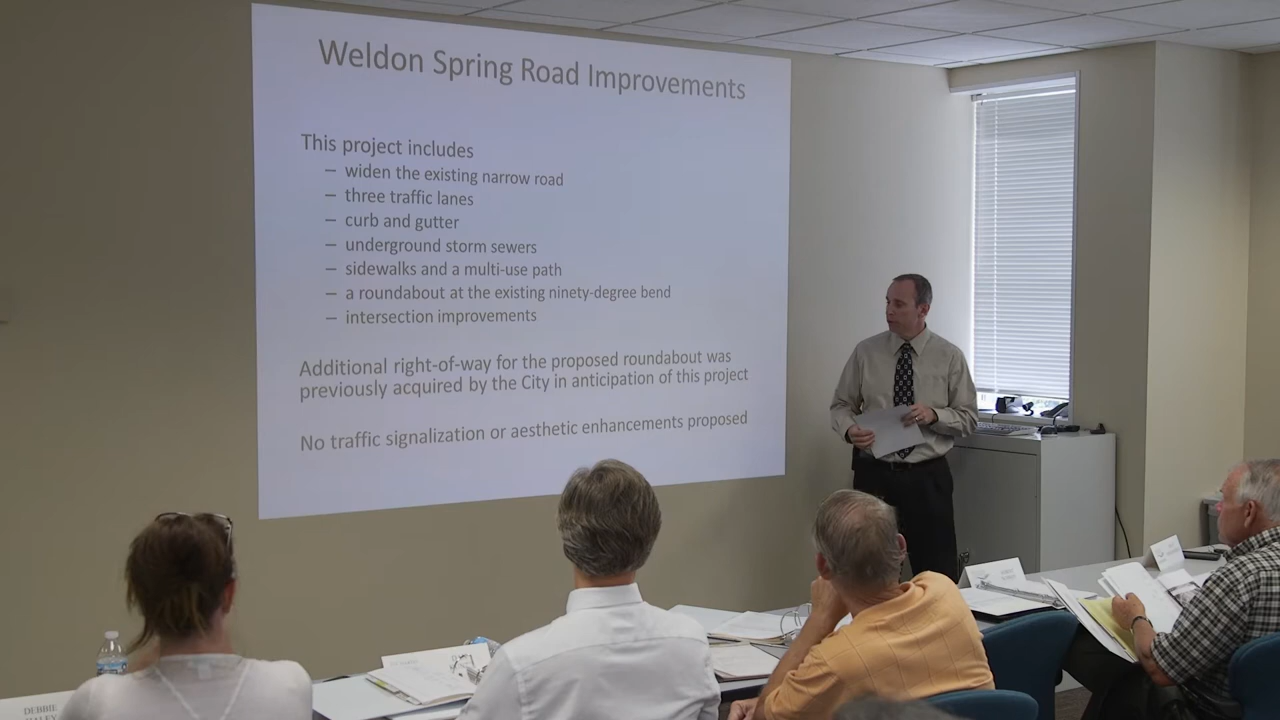 Weldon Spring Road Improvements
This project includes
– widen the existing narrow road
– three traffic lanes
– curb and gutter
– underground storm sewers
– sidewalks and a multi-use path
– a roundabout at the existing ninety-degree bend
– intersection improvements
Additional right-of-way for the proposed roundabout was
previously acquired by the City in anticipation of this project
No traffic signalization or aesthetic enhancements proposed
DEBBIE